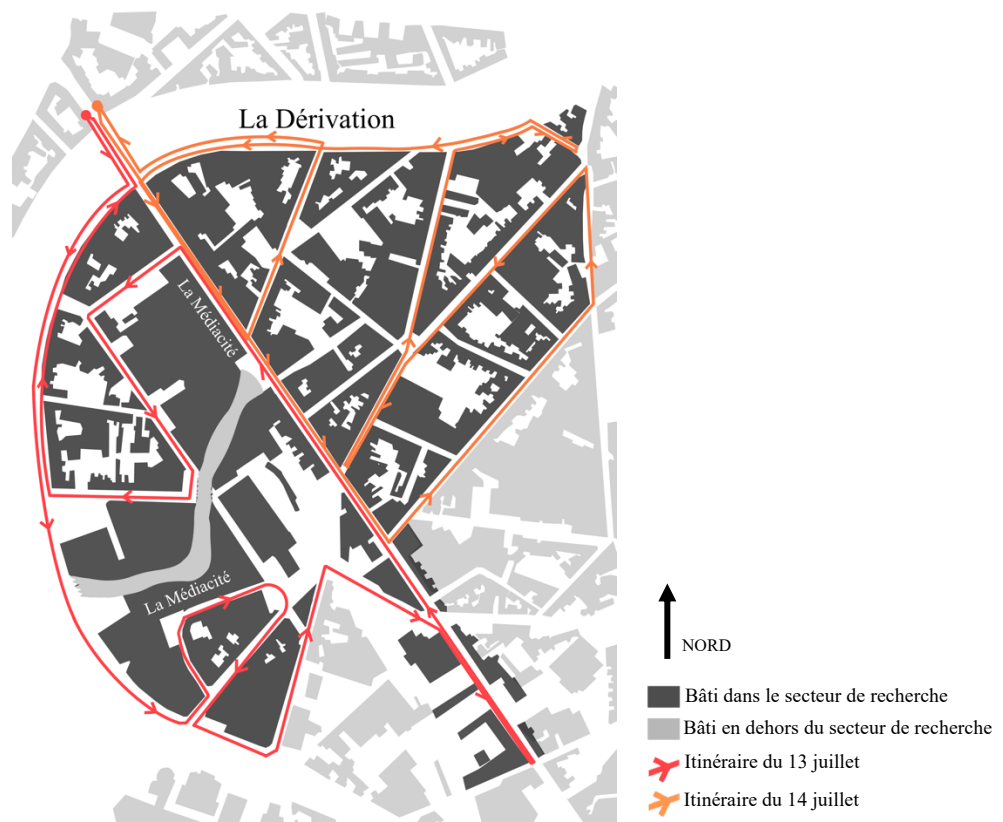 La Dérivation
La Médiacité
La Médiacité
NORD
Bâti dans le secteur de recherche
Bâti en dehors du secteur de recherche
Itinéraire du 13 juillet
Itinéraire du 14 juillet